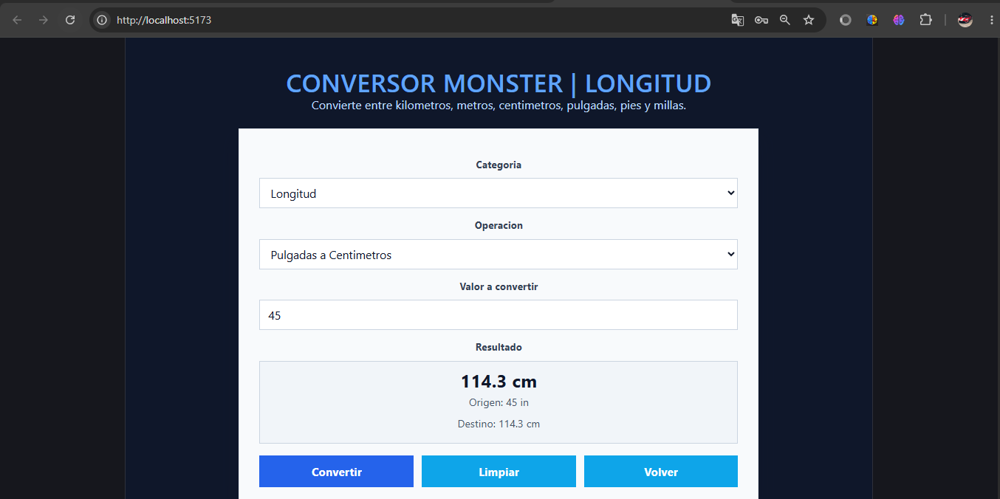 http://localhost:5173
CONVERSOR MONSTER | LONGITUD
Convierte entre kilometros, metros, centimetros, pulgadas, pies y millas.
Categoria
Longitud
Operacion
Pulgadas a Centimetros
Valor a convertir
45
Resultado
114.3 cm
Origen: 45 in
Destino: 114.3 cm
Convertir
Limpiar
Volver